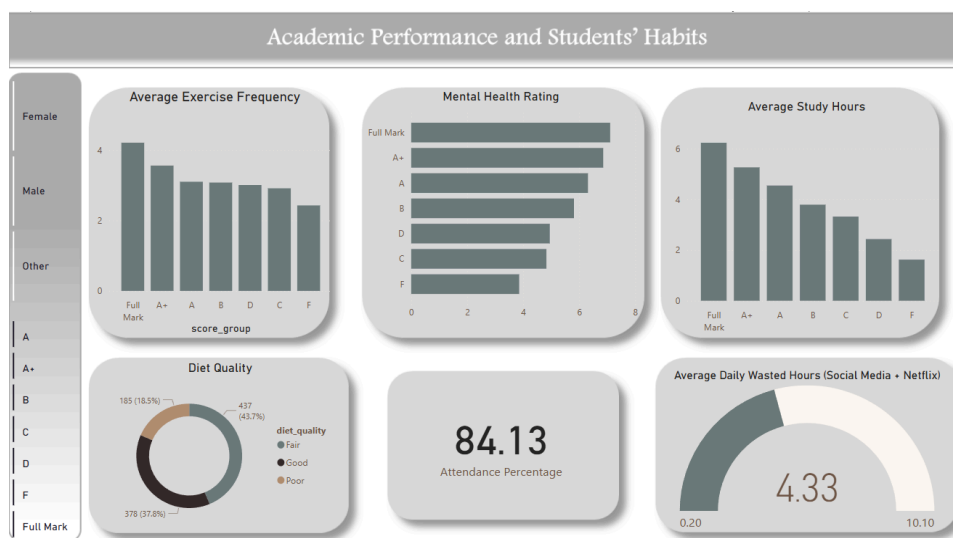 Academic Performance and Students' Habits
Female
Male
Other
A
A+
B
C
D
F
Full Mark
Average Exercise Frequency
4
2
0
Full Mark
A+
A
B
D
C
F
score_group
Mental Health Rating
Full Mark
A+
A
B
D
C
F
0
2
4
6
8
Average Study Hours
6
4
2
0
Full Mark
A+
A
B
C
D
F
Diet Quality
185 (18.5%)
437
(43.7%)
378 (37.8%)
diet_quality
Fair
Good
Poor
84.13
Attendance Percentage
Average Daily Wasted Hours (Social Media + Netflix)
4.33
0.20
10.10